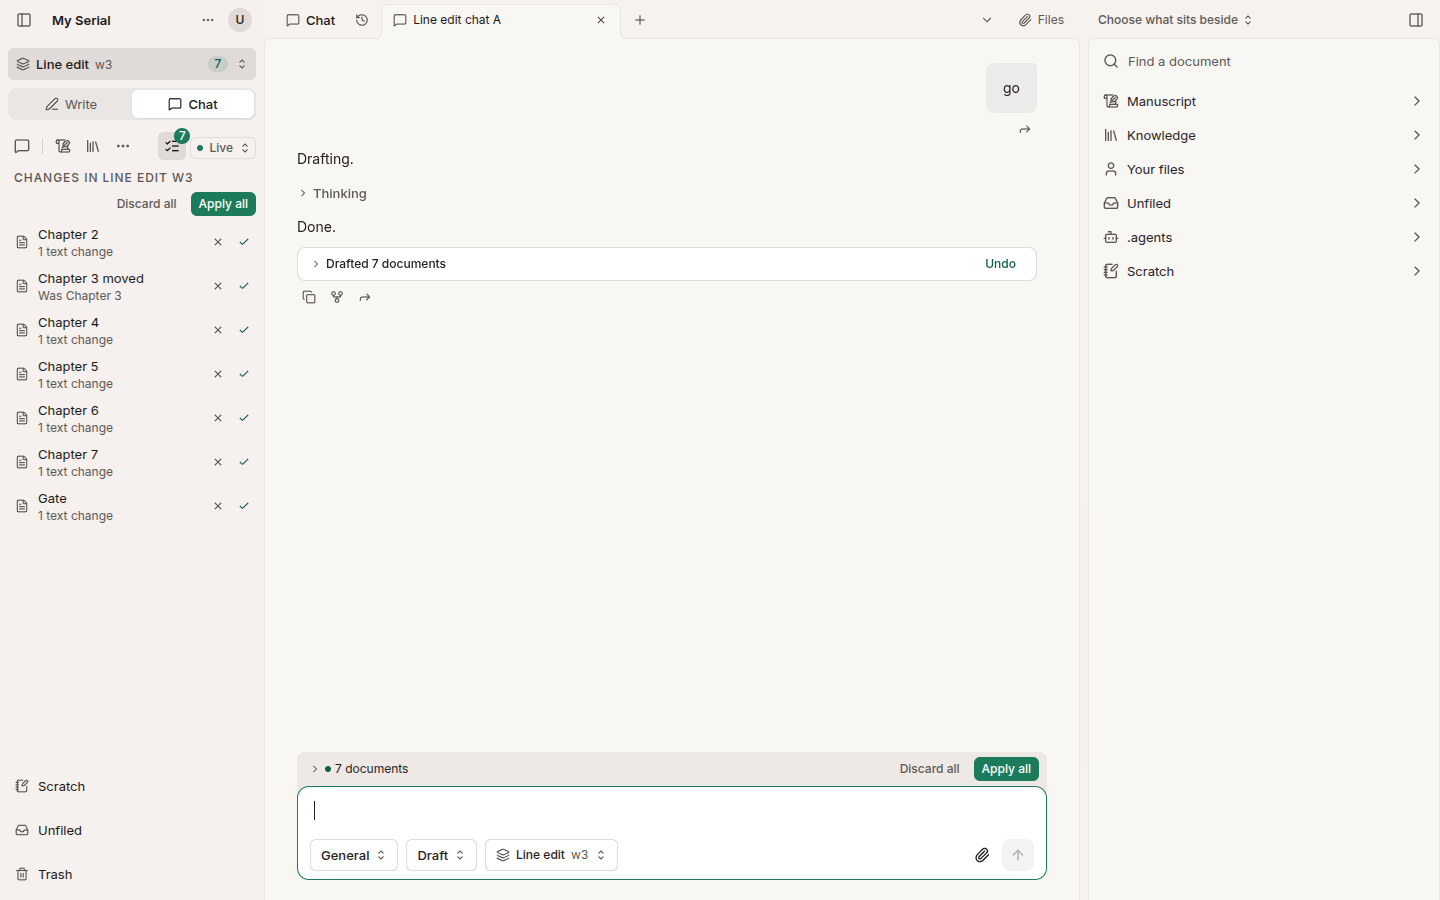 My Serial
U
Line edit w3
7
Write
Chat
7
Live
CHANGES IN LINE EDIT W3
Discard all
Apply all
Chapter 2
1 text change
Chapter 3 moved
Was Chapter 3
Chapter 4
1 text change
Chapter 5
1 text change
Chapter 6
1 text change
Chapter 7
1 text change
Gate
1 text change
Scratch
Unfiled
Trash
Chat
Line edit chat A
Files
go
Drafting.
Thinking
Done.
Drafted 7 documents
Undo
7 documents
Discard all
Apply all
General
Draft
Line edit w3
Choose what sits beside
Find a document
Manuscript
Knowledge
Your files
Unfiled
.agents
Scratch